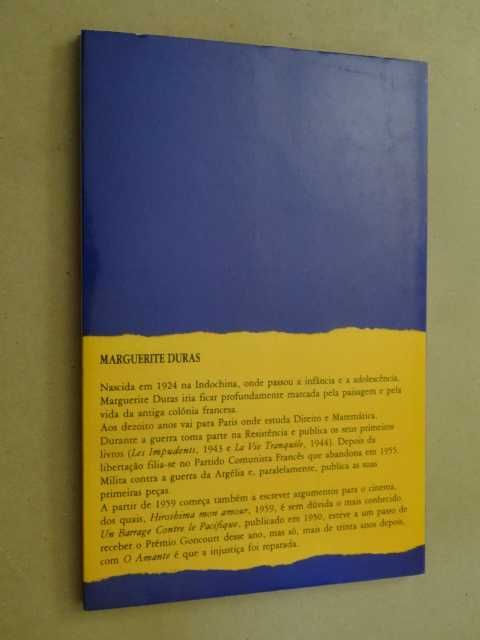 MARGUERITE DURAS
Nascida em 1924 na Indochina, onde passou a infância e a adolescência,
Marguerite Duras iria ficar profundamente marcada pela paisagem e pela
vida da antiga colónia francesa.
Aos dezoito anos vai para Paris onde estuda Direito e Matemática.
Durante a guerra toma parte na Resistência e publica os seus primeiros
livros (Les Impudents, 1943 e La Vie Tranquile, 1944). Depois da
libertação filia-se no Partido Comunista Francês que abandona em 1955.
Milita contra a guerra da Argélia e, paralelamente, publica as suas
primeiras peças.
A partir de 1959 começa também a escrever argumentos para o cinema,
dos quais, Hiroshima mon amour, 1959, é sem dúvida o mais conhecido.
Un Barrage Contre le Pacifique, publicado em 1950, esteve a um passo de
receber o Prémio Goncourt desse ano, mas só, mais de trinta anos depois,
com O Amante é que a injustiça foi reparada.